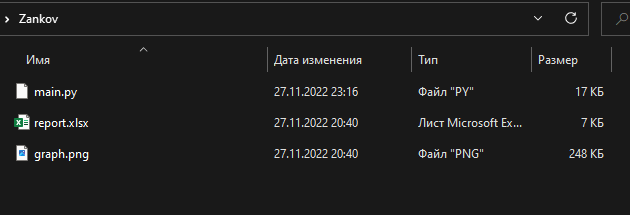 Zankov
Имя Дата изменения Тип Размер
main.py 27.11.2022 23:16 Файл "PY" 17 КБ
report.xlsx 27.11.2022 20:40 Лист Microsoft Ex... 7 КБ
graph.png 27.11.2022 20:40 Файл "PNG" 248 КБ